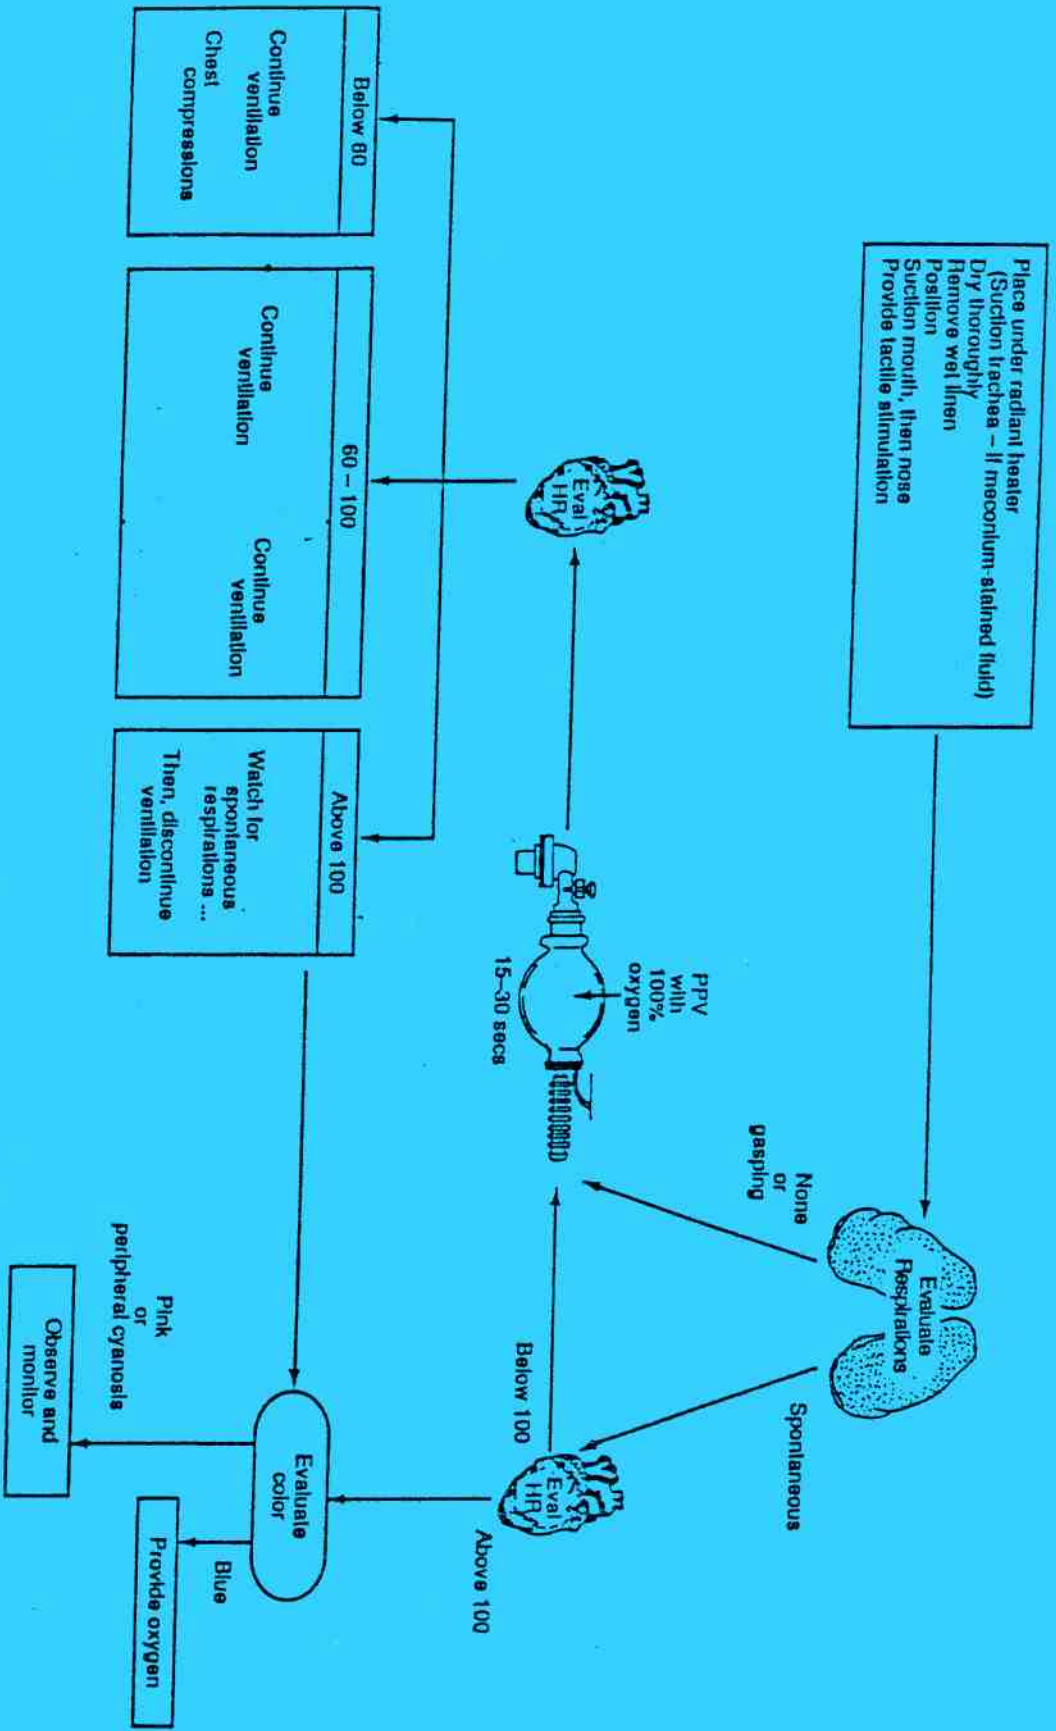 Place under radiant heater
(Suction trachea – if meconium-stained fluid)
Dry thoroughly
Remove wet linen
Position
Suction mouth, then nose
Provide tactile stimulation
Evaluate
Respirations
None
or
gasping
Spontaneous
PPV
with
100%
oxygen
15–30 secs
Below 100
Eval
HR
Above 100
Eval
HR
Below 60
Continue
ventilation
Chest
compressions
60 – 100
Continue
ventilation
Continue
ventilation
Above 100
Watch for
spontaneous
respirations ...
Then, discontinue
ventilation
Evaluate
color
Pink
or
peripheral cyanosis
Blue
Observe and
monitor
Provide oxygen